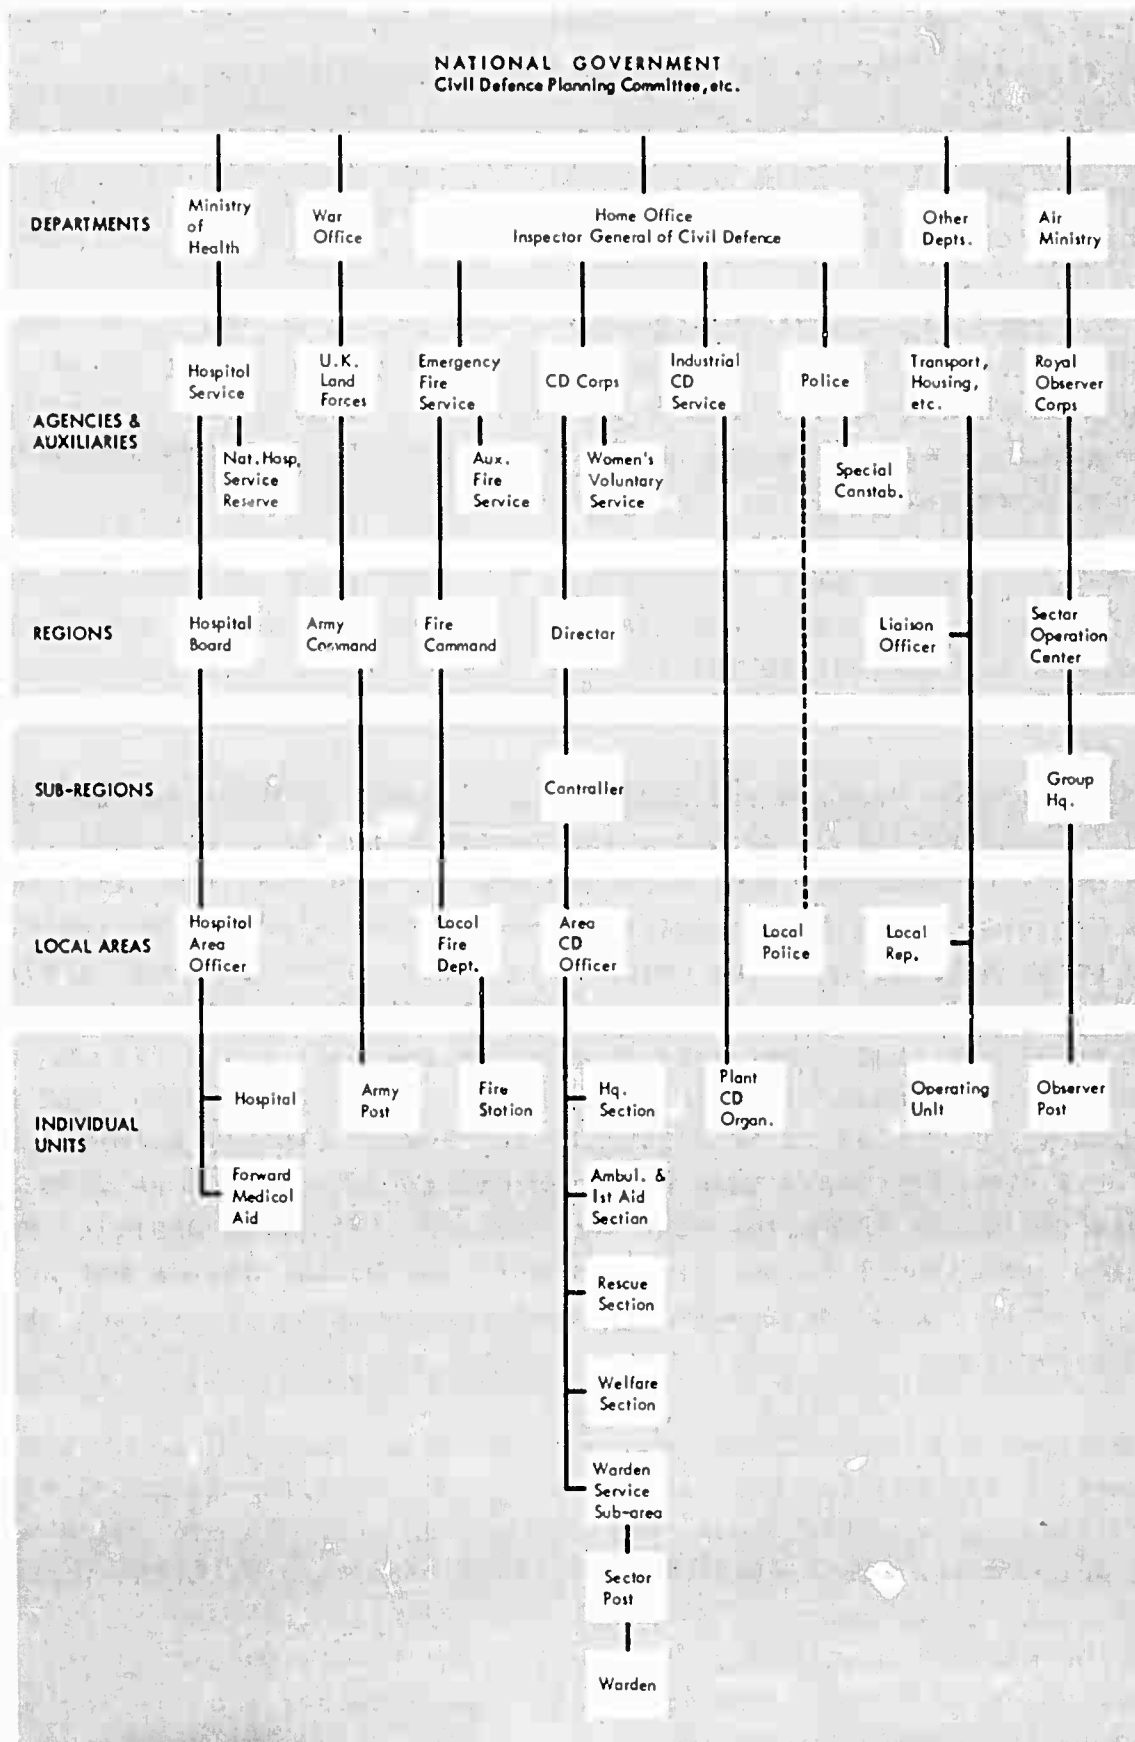 NATIONAL GOVERNMENT
Civil Defence Planning Committee, etc.
DEPARTMENTS
Ministry
of
Health
War
Office
Home Office
Inspector General of Civil Defence
Other
Depts.
Air
Ministry
AGENCIES &
AUXILIARIES
Hospital
Service
U.K.
Land
Forces
Emergency
Fire
Service
CD Corps
Industrial
CD
Service
Police
Transport,
Housing,
etc.
Royal
Observer
Corps
Nat. Hosp.
Service
Reserve
Aux.
Fire
Service
Women's
Voluntary
Service
Special
Constab.
REGIONS
Hospital
Board
Army
Command
Fire
Command
Director
Liaison
Officer
Sector
Operation
Center
SUB-REGIONS
Controller
Group
Hq.
LOCAL AREAS
Hospital
Area
Officer
Local
Fire
Dept.
Area
CD
Officer
Local
Police
Local
Rep.
INDIVIDUAL
UNITS
Hospital
Army
Post
Fire
Station
Hq.
Section
Plant
CD
Organ.
Operating
Unit
Observer
Post
Forward
Medical
Aid
Ambul. &
1st Aid
Section
Rescue
Section
Welfare
Section
Warden
Service
Sub-area
Sector
Post
Warden